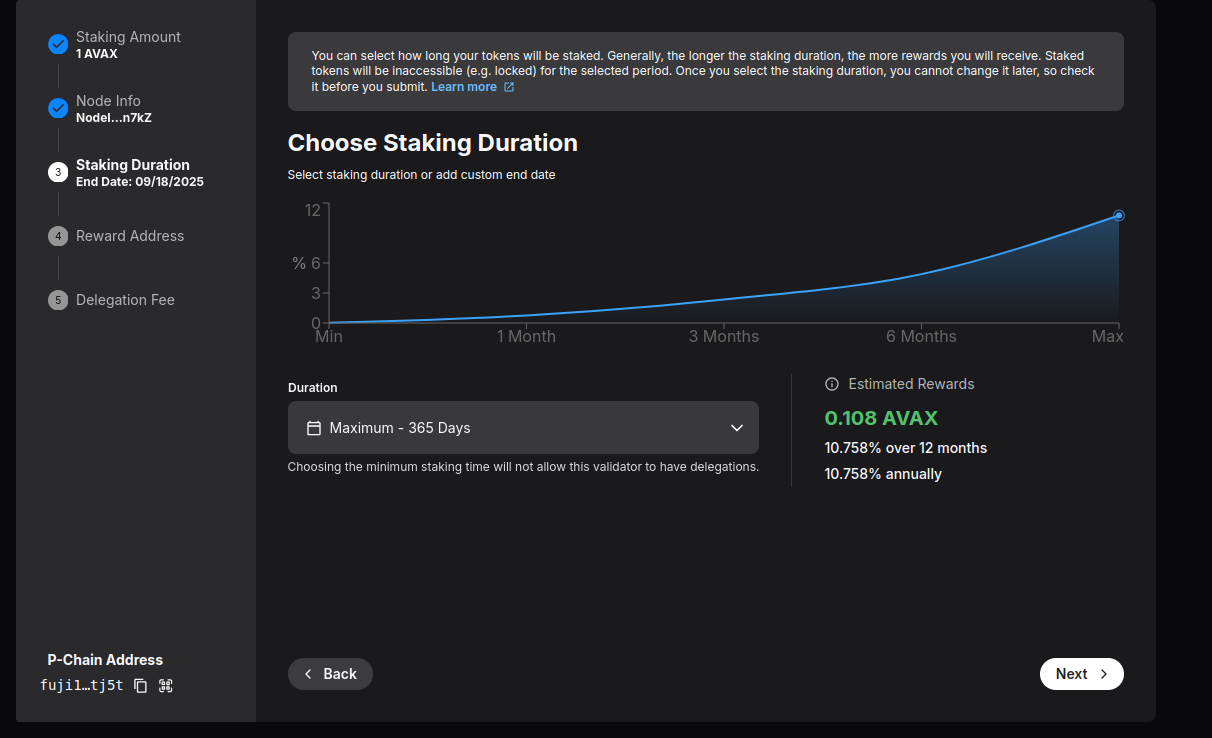 Staking Amount
1 AVAX
Node Info
NodeI...n7kZ
3
Staking Duration
End Date: 09/18/2025
4
Reward Address
5
Delegation Fee
P-Chain Address
fuji1…tj5t
You can select how long your tokens will be staked. Generally, the longer the staking duration, the more rewards you will receive. Staked
tokens will be inaccessible (e.g. locked) for the selected period. Once you select the staking duration, you cannot change it later, so check
it before you submit. Learn more
Choose Staking Duration
Select staking duration or add custom end date
12
% 6
3
0
Min
1 Month
3 Months
6 Months
Max
Duration
Maximum - 365 Days
Choosing the minimum staking time will not allow this validator to have delegations.
Estimated Rewards
0.108 AVAX
10.758% over 12 months
10.758% annually
Back
Next